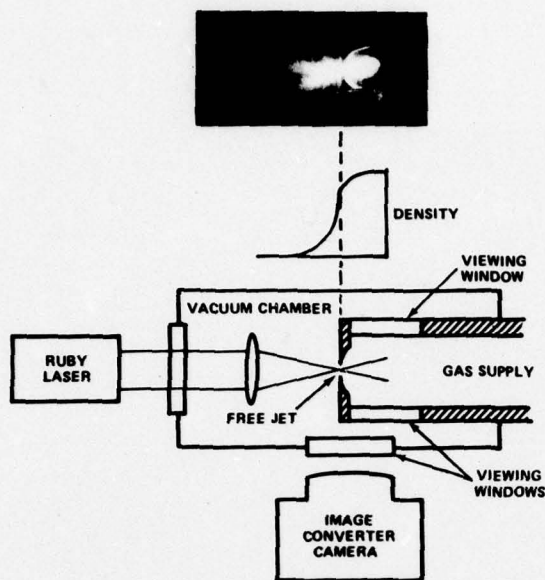 DENSITY
VIEWING
WINDOW
VACUUM CHAMBER
RUBY
LASER
GAS SUPPLY
FREE JET
VIEWING
WINDOWS
IMAGE
CONVERTER
CAMERA